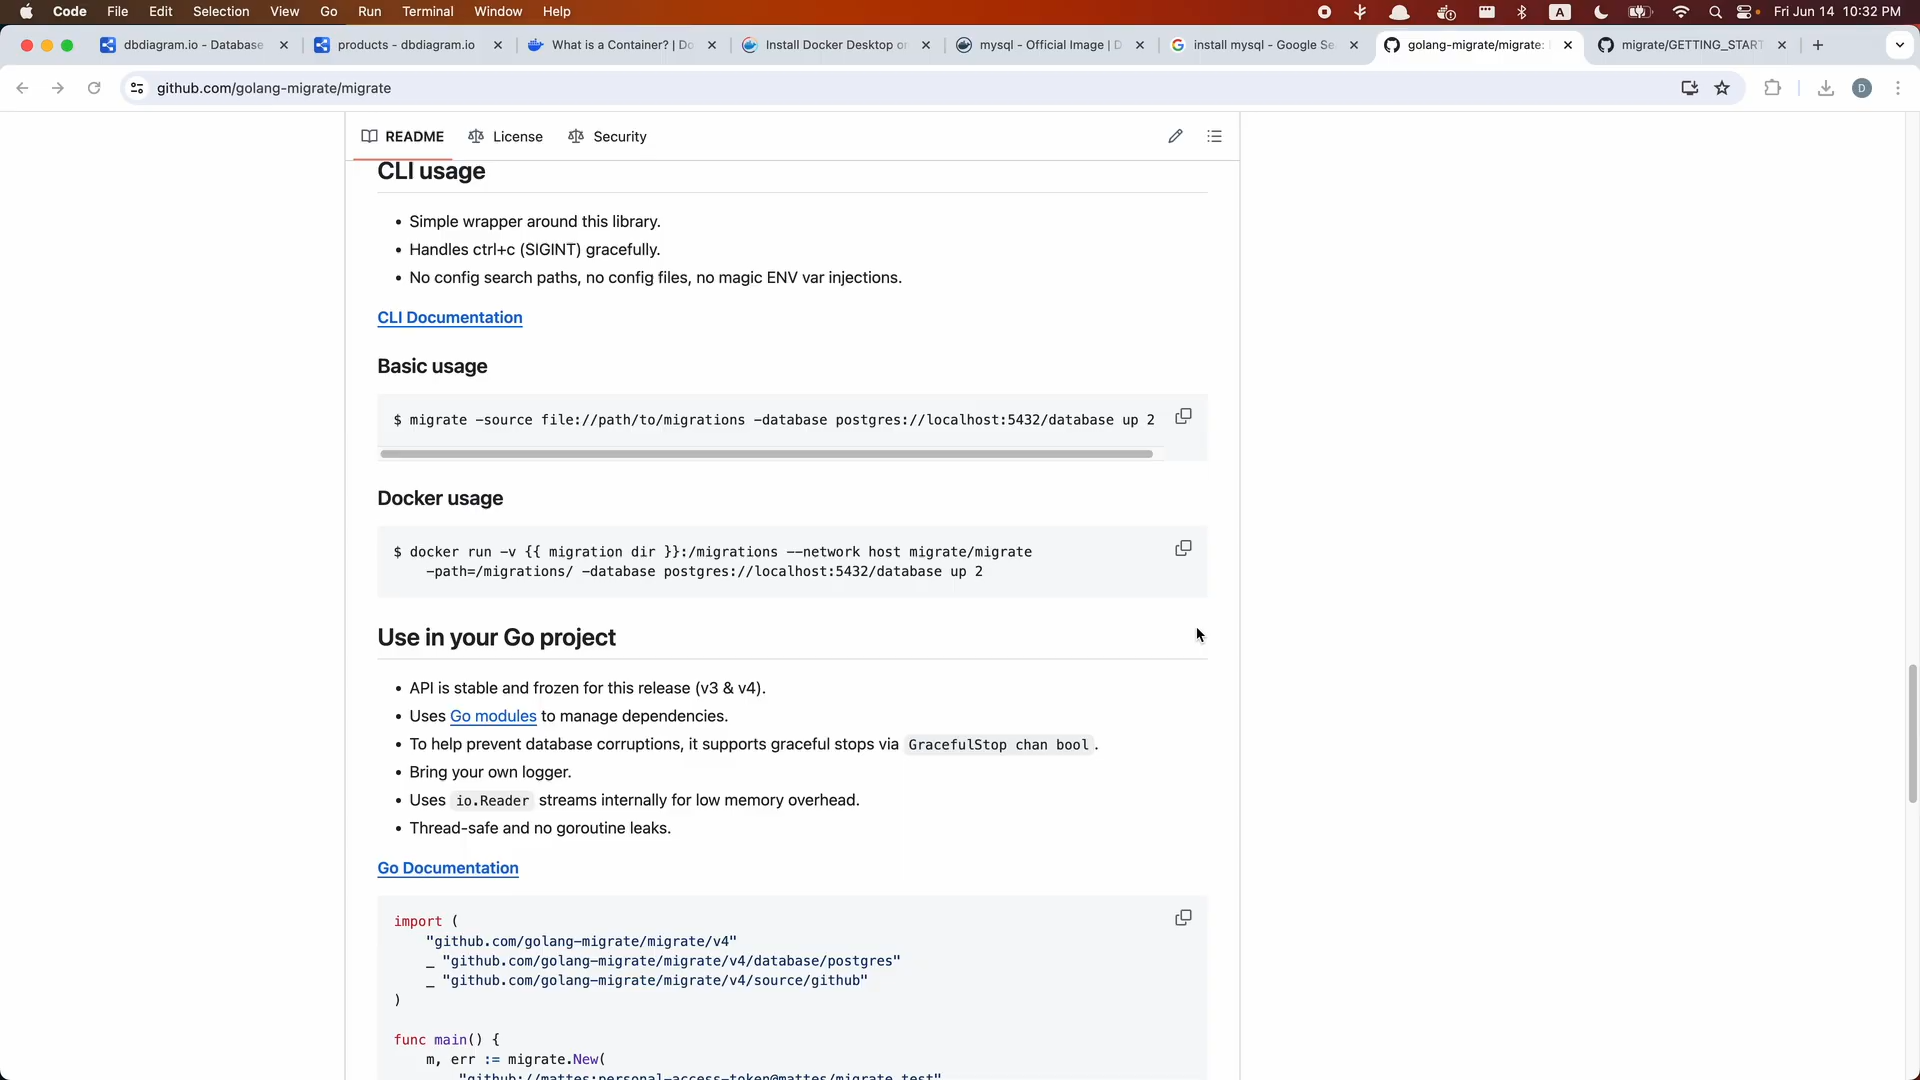 Code File Edit Selection View Go Run Terminal Window Help
A
Fri Jun 14 10:32 PM
dbdiagram.io - Database
products - dbdiagram.io
What is a Container? | Do
Install Docker Desktop on
mysql - Official Image | D
install mysql - Google Se
golang-migrate/migrate:
migrate/GETTING_START
github.com/golang-migrate/migrate
D
README License Security
CLI usage
• Simple wrapper around this library.
• Handles ctrl+c (SIGINT) gracefully.
• No config search paths, no config files, no magic ENV var injections.
CLI Documentation
Basic usage
$ migrate -source file://path/to/migrations -database postgres://localhost:5432/database up 2
Docker usage
$ docker run -v {{ migration dir }}:/migrations --network host migrate/migrate
-path=/migrations/ -database postgres://localhost:5432/database up 2
Use in your Go project
• API is stable and frozen for this release (v3 & v4).
• Uses Go modules to manage dependencies.
• To help prevent database corruptions, it supports graceful stops via GracefulStop chan bool .
• Bring your own logger.
• Uses io.Reader streams internally for low memory overhead.
• Thread-safe and no goroutine leaks.
Go Documentation
import (
"github.com/golang-migrate/migrate/v4"
_ "github.com/golang-migrate/migrate/v4/database/postgres"
_ "github.com/golang-migrate/migrate/v4/source/github"
)
func main() {
m, err := migrate.New(
"github://mattes:personal-access-token@mattes/migrate_test"